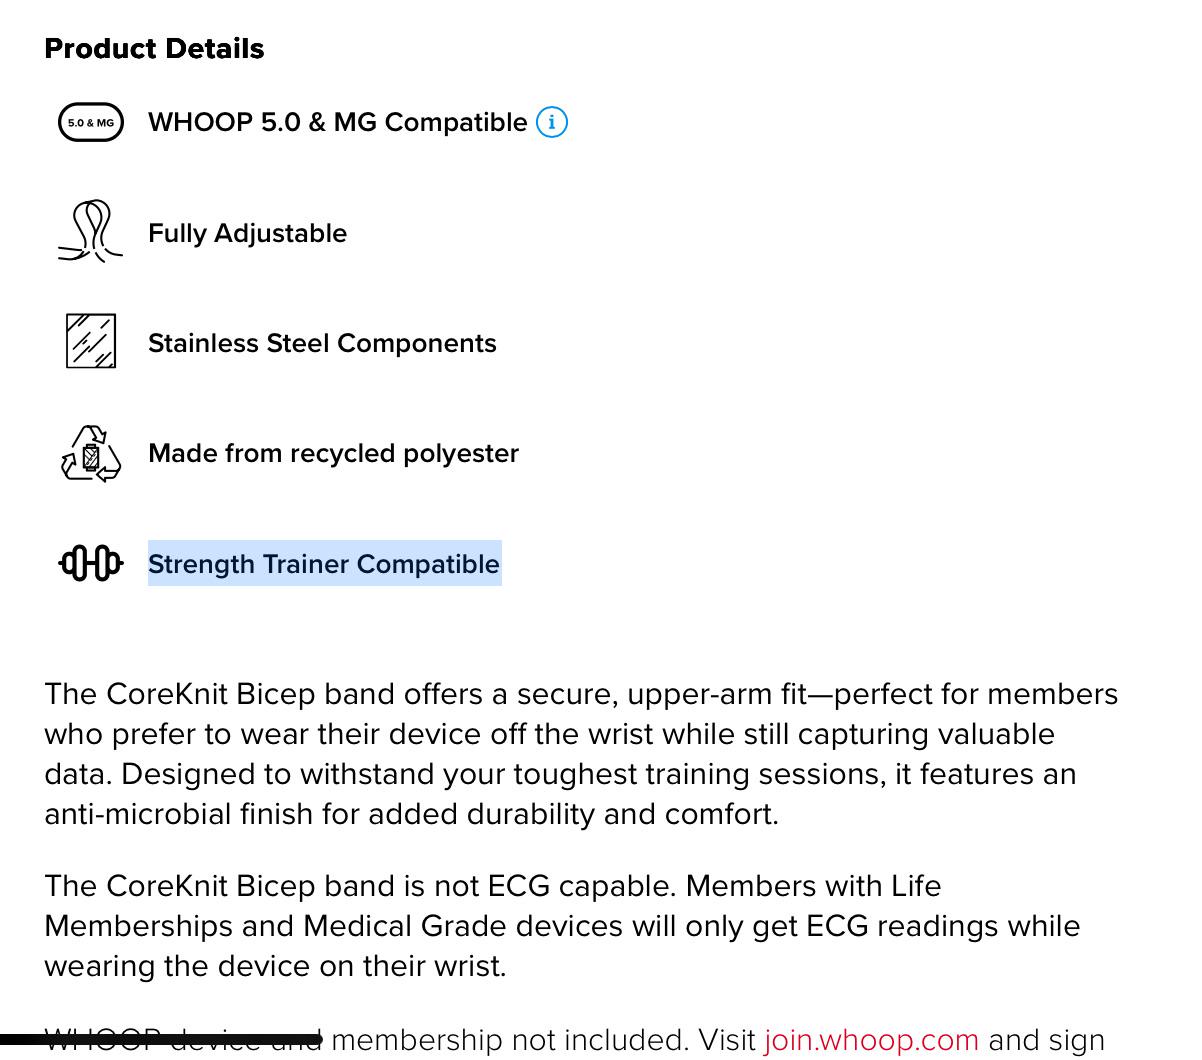 Product Details
5.0 & MG
WHOOP 5.0 & MG Compatible i
Fully Adjustable
Stainless Steel Components
Made from recycled polyester
Strength Trainer Compatible
The CoreKnit Bicep band offers a secure, upper-arm fit—perfect for members
who prefer to wear their device off the wrist while still capturing valuable
data. Designed to withstand your toughest training sessions, it features an
anti-microbial finish for added durability and comfort.
The CoreKnit Bicep band is not ECG capable. Members with Life
Memberships and Medical Grade devices will only get ECG readings while
wearing the device on their wrist.
WHOOP device and membership not included. Visit join.whoop.com and sign